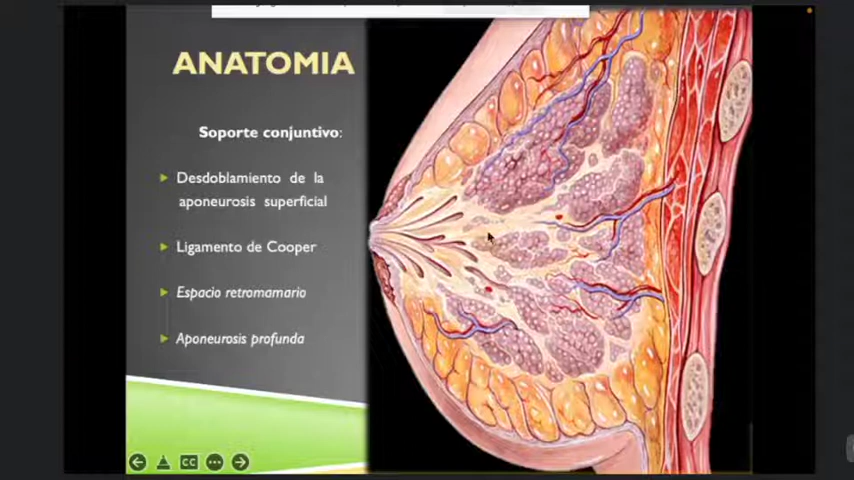 ANATOMIA
Soporte conjuntivo:
Desdoblamiento de la
aponeurosis superficial
Ligamento de Cooper
Espacio retromamario
Aponeurosis profunda
CC